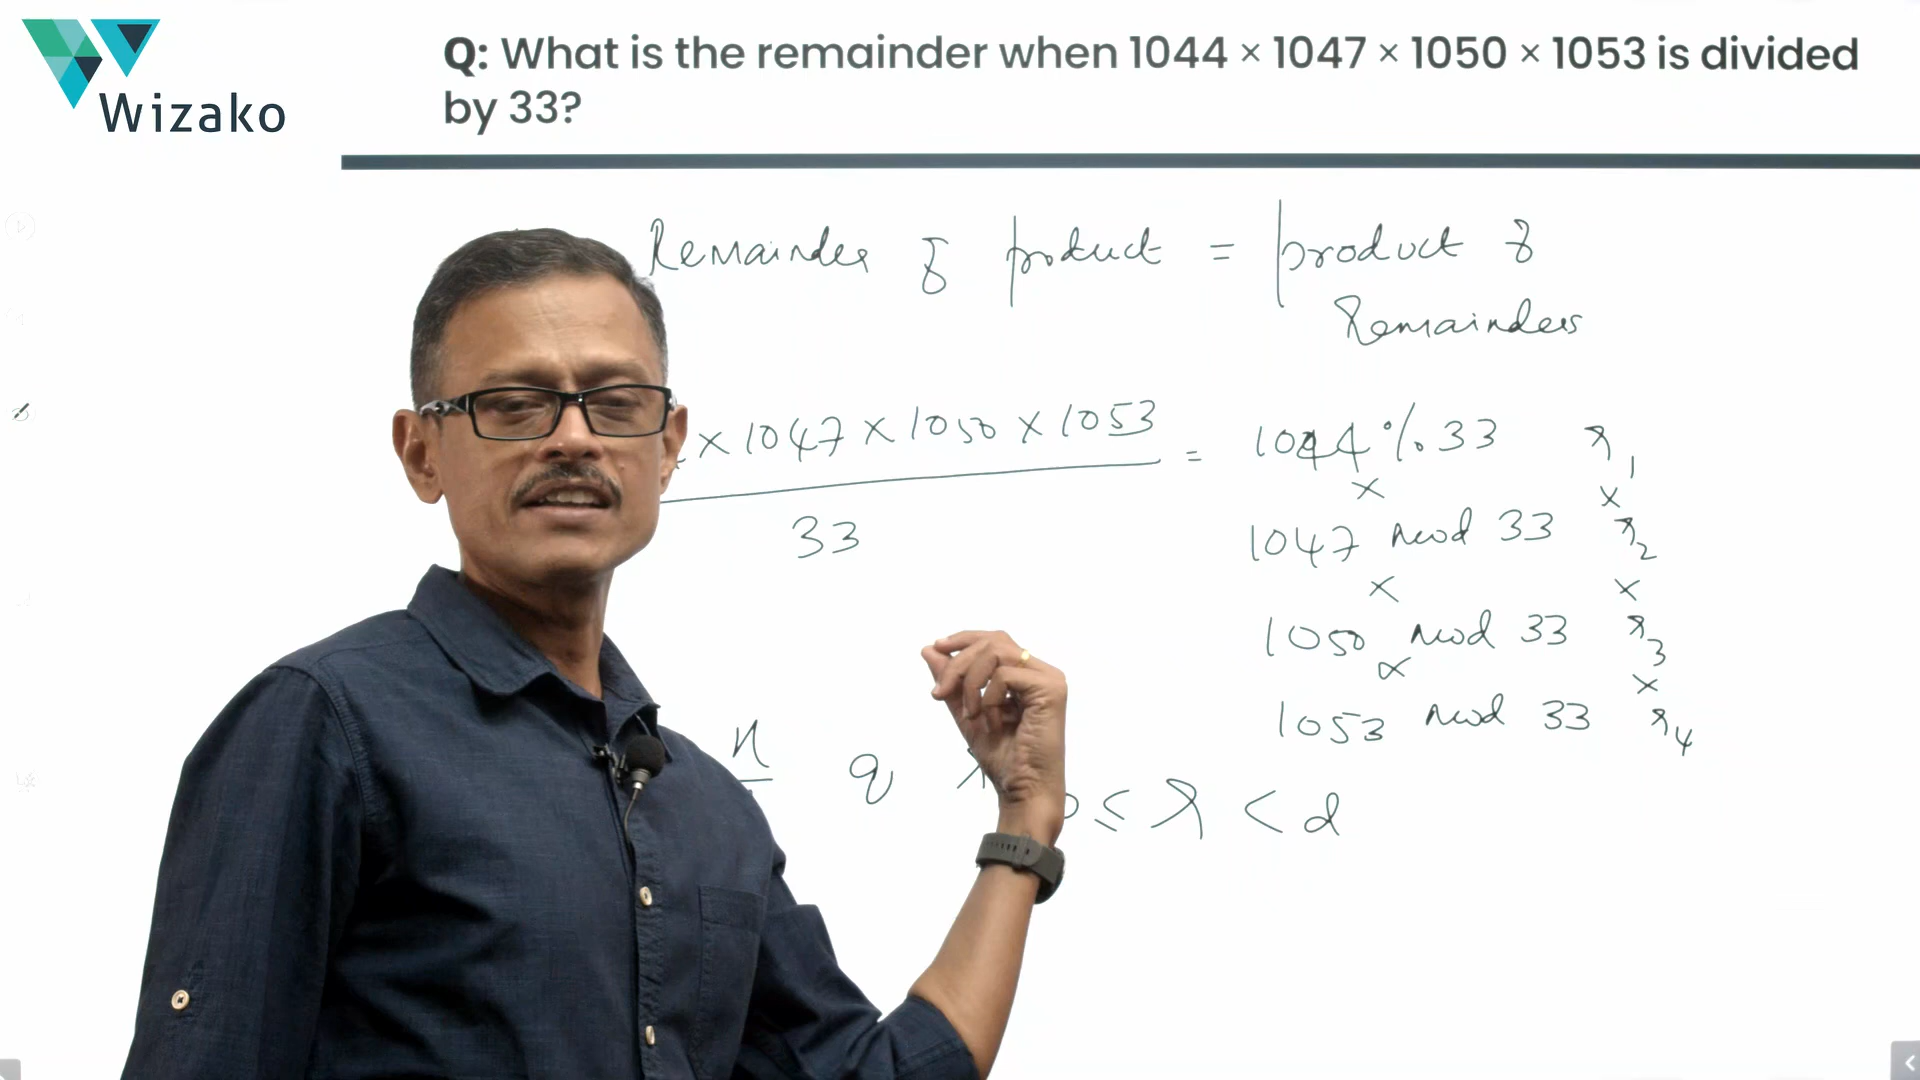 Wizako
Q: What is the remainder when 1044 × 1047 × 1050 × 1053 is divided
by 33?
Remainder of product = product of
Remainders
× 1047 × 1050 × 1053
33
=
1044 % 33 r1
× ×
1047 mod 33 r2
× ×
1050 mod 33 r3
× ×
1053 mod 33 r4
n
q r
0 ≤ r < d